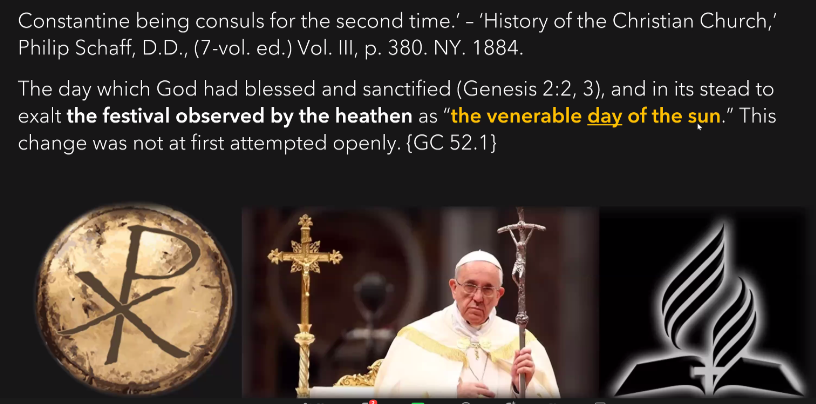 Constantine being consuls for the second time.’ – ‘History of the Christian Church,’
Philip Schaff, D.D., (7-vol. ed.) Vol. III, p. 380. NY. 1884.
The day which God had blessed and sanctified (Genesis 2:2, 3), and in its stead to
exalt the festival observed by the heathen as “the venerable day of the sun.” This
change was not at first attempted openly. {GC 52.1}